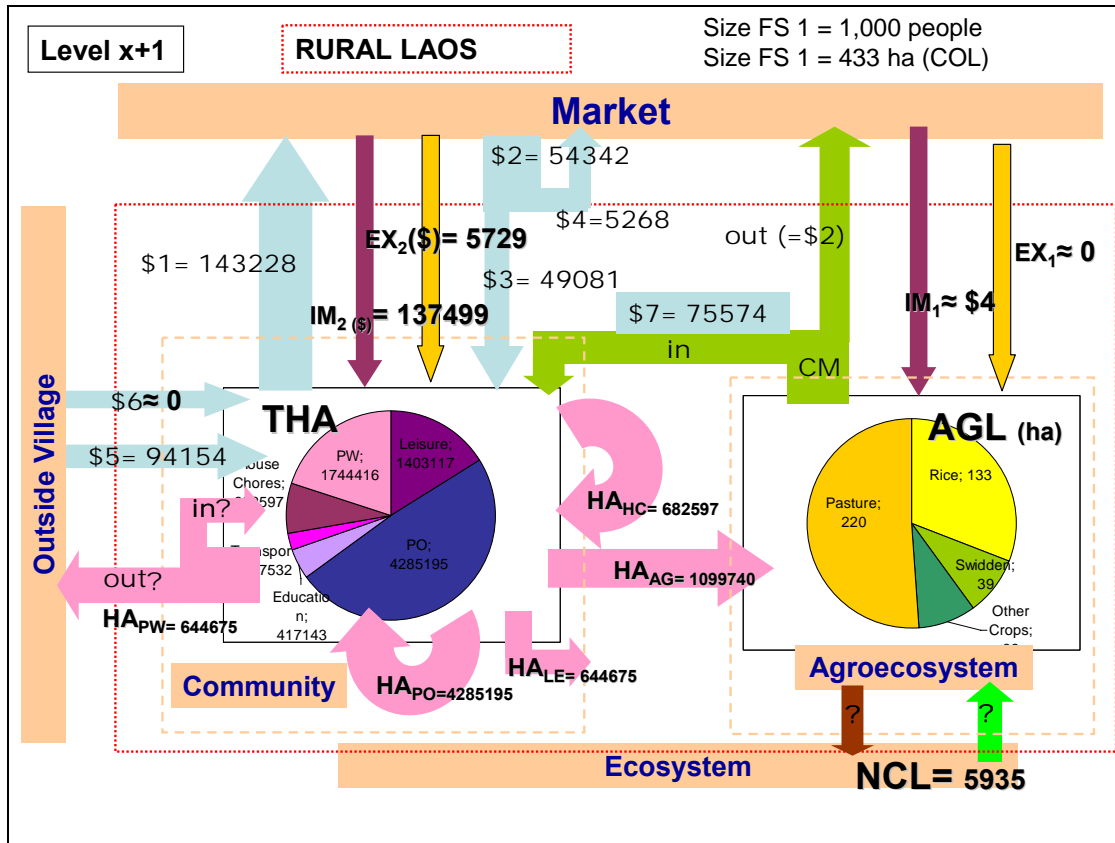 Level x+1
RURAL LAOS
Size FS 1 = 1,000 people
Size FS 1 = 433 ha (COL)
Market
$2= 54342
$4=5268
$1= 143228
EX2($)= 5729
$3= 49081
out (=$2)
EX1≈ 0
IM2 ($)= 137499
$7= 75574
IM1≈ $4
in
CM
Outside Village
$6≈ 0
$5= 94154
THA
PW;
1744416
Leisure;
1403117
PO;
4285195
Chores;
Educatio
n;
417143
in?
out?
HAPW= 644675
HAHC= 682597
HAAG= 1099740
HALE= 644675
HAPO=4285195
Community
AGL (ha)
Rice; 133
Pasture;
220
Swidden;
39
Other
Crops;
Agroecosystem
?
?
Ecosystem
NCL= 5935